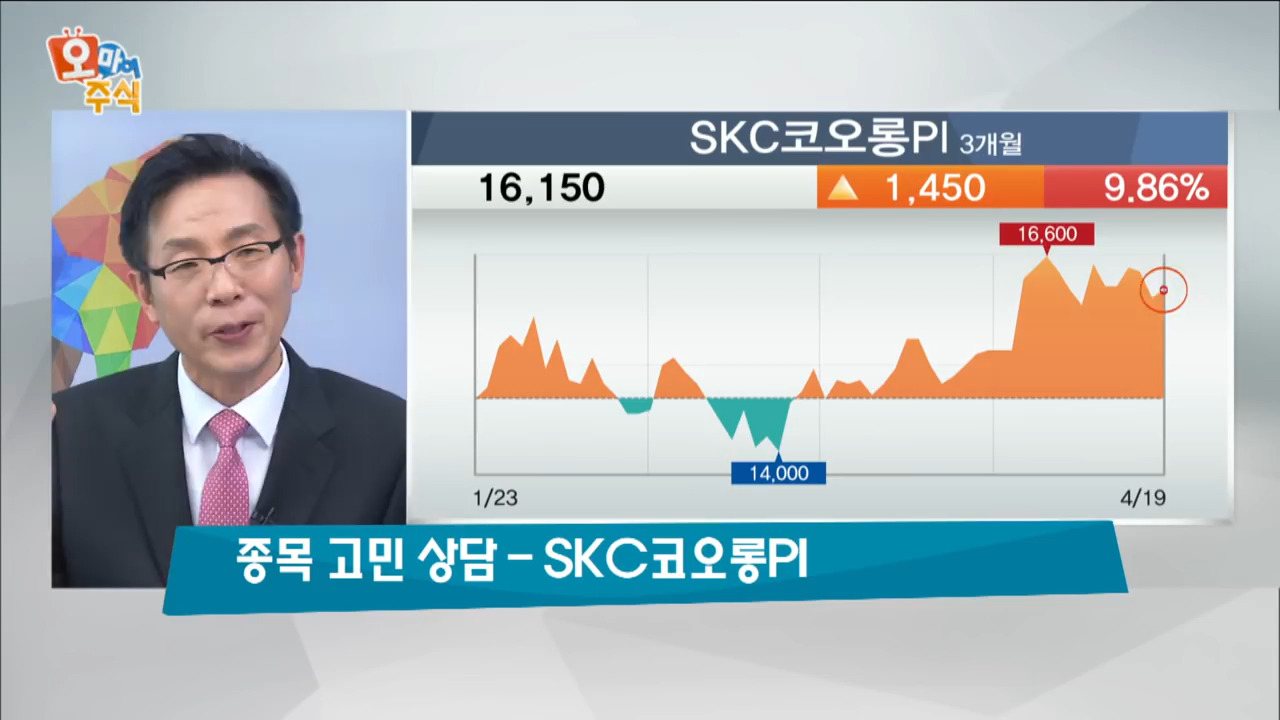 오마이
주식
SKC코오롱PI 3개월
16,150 ▲ 1,450 9.86%
16,600
14,000
1/23 4/19
종목 고민 상담 – SKC코오롱PI